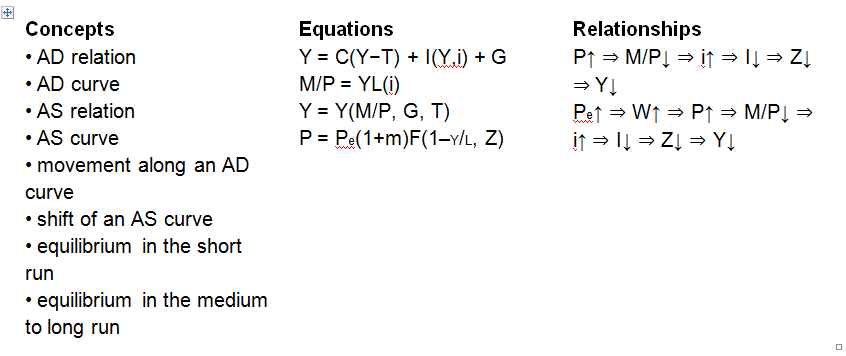 Concepts
• AD relation
• AD curve
• AS relation
• AS curve
• movement along an AD
curve
• shift of an AS curve
• equilibrium in the short
run
• equilibrium in the medium
to long run
Equations
Y = C(Y−T) + I(Y,i) + G
M/P = YL(i)
Y = Y(M/P, G, T)
P = Pe(1+m)F(1–Y/L, Z)
Relationships
P↑ ⇒ M/P↓ ⇒ i↑ ⇒ I↓ ⇒ Z↓
⇒ Y↓
Pe↑ ⇒ W↑ ⇒ P↑ ⇒ M/P↓ ⇒
i↑ ⇒ I↓ ⇒ Z↓ ⇒ Y↓